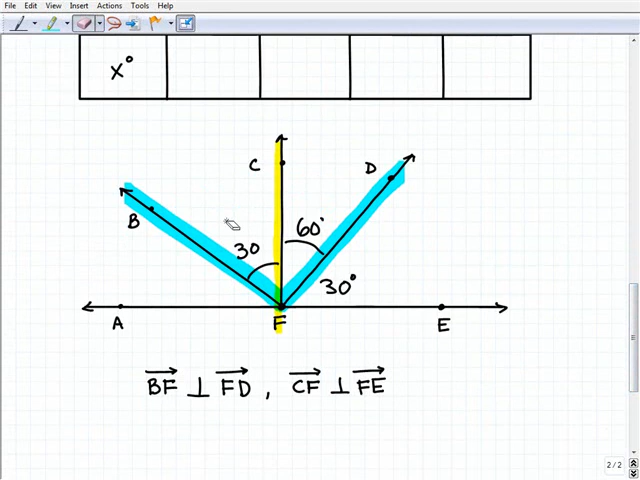 File Edit View Insert Actions Tools Help
x°
C
D
B
30
60°
30°
A
F
E
BF ⊥ FD, CF ⊥ FE
2 / 2